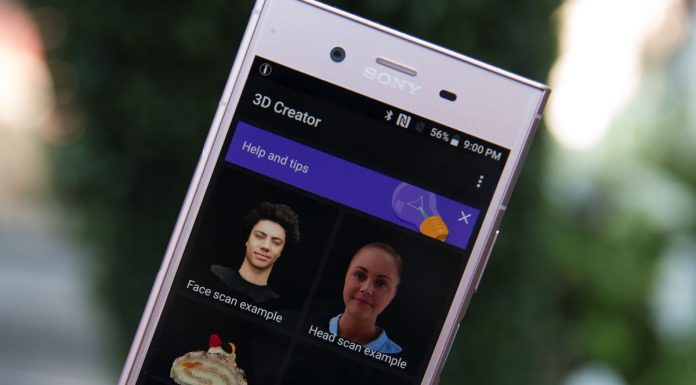 SONY
56% 9:00 PM
3D Creator
Help and tips
Face scan example
Head scan example